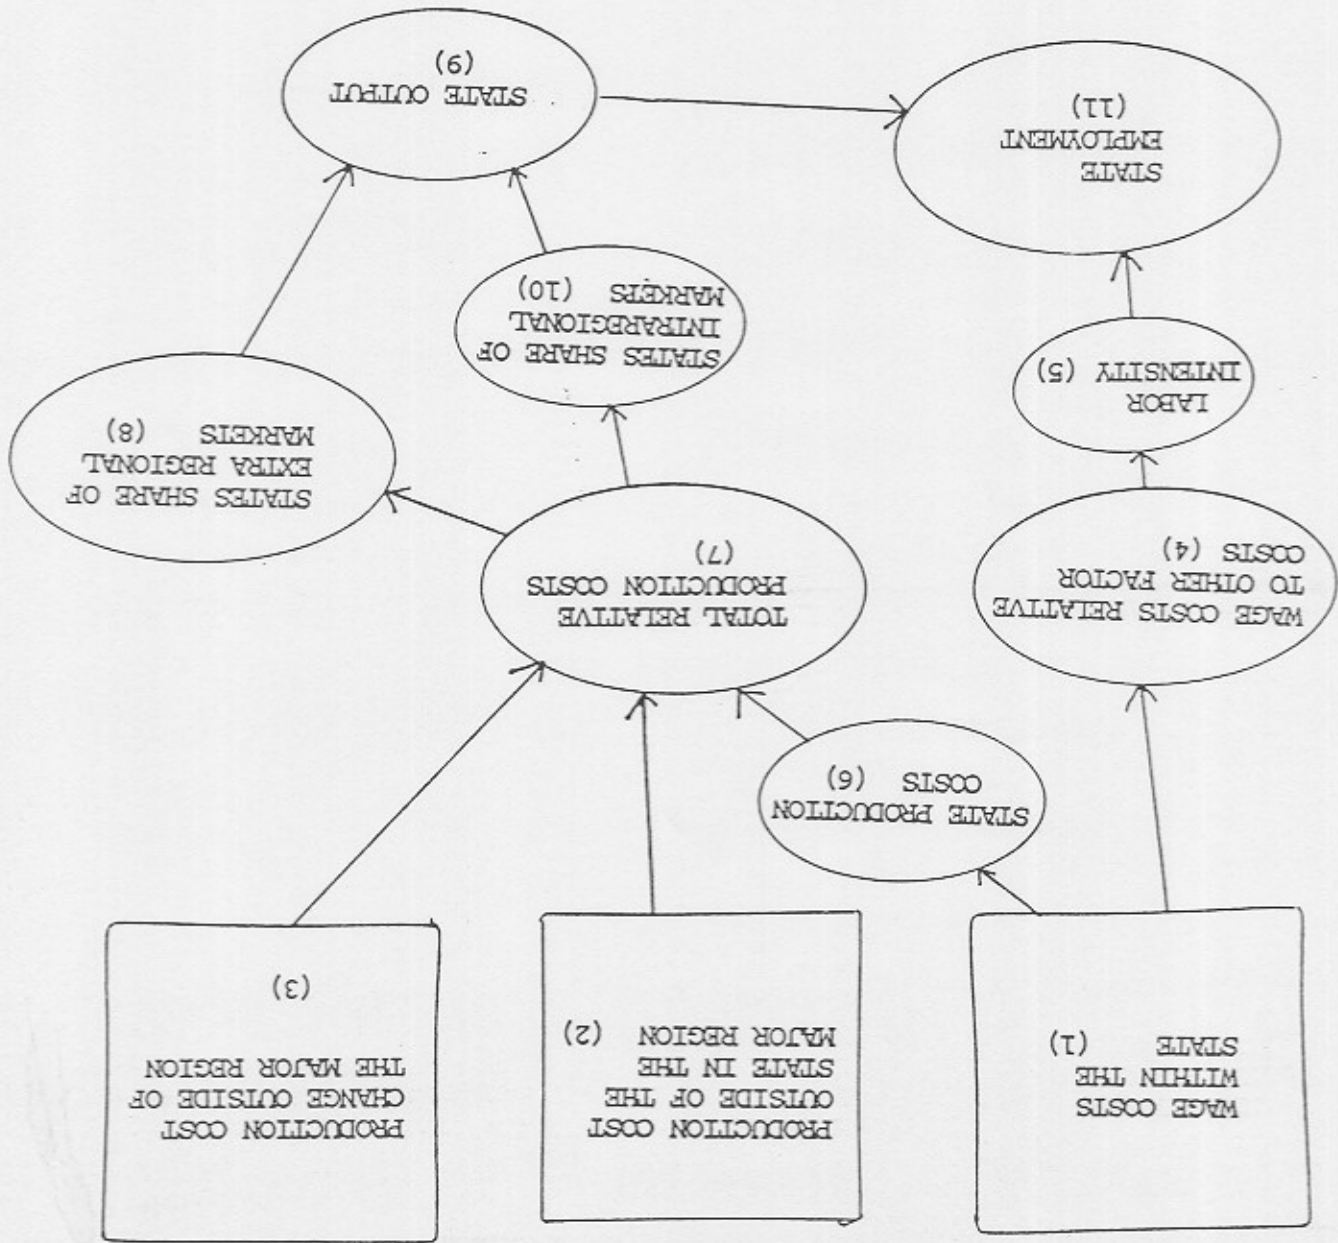 WAGE COSTS
WITHIN THE
STATE (1)
PRODUCTION COST
OUTSIDE OF THE
STATE IN THE
MAJOR REGION (2)
PRODUCTION COST
CHANGE OUTSIDE OF
THE MAJOR REGION
(3)
STATE PRODUCTION
COSTS (6)
WAGE COSTS RELATIVE
TO OTHER FACTOR
COSTS (4)
TOTAL RELATIVE
PRODUCTION COSTS
(7)
LABOR
INTENSITY (5)
STATES SHARE OF
INTRAREGIONAL
MARKETS (10)
STATES SHARE OF
EXTRA REGIONAL
MARKETS (8)
STATE
EMPLOYMENT
(11)
STATE OUTPUT
(9)